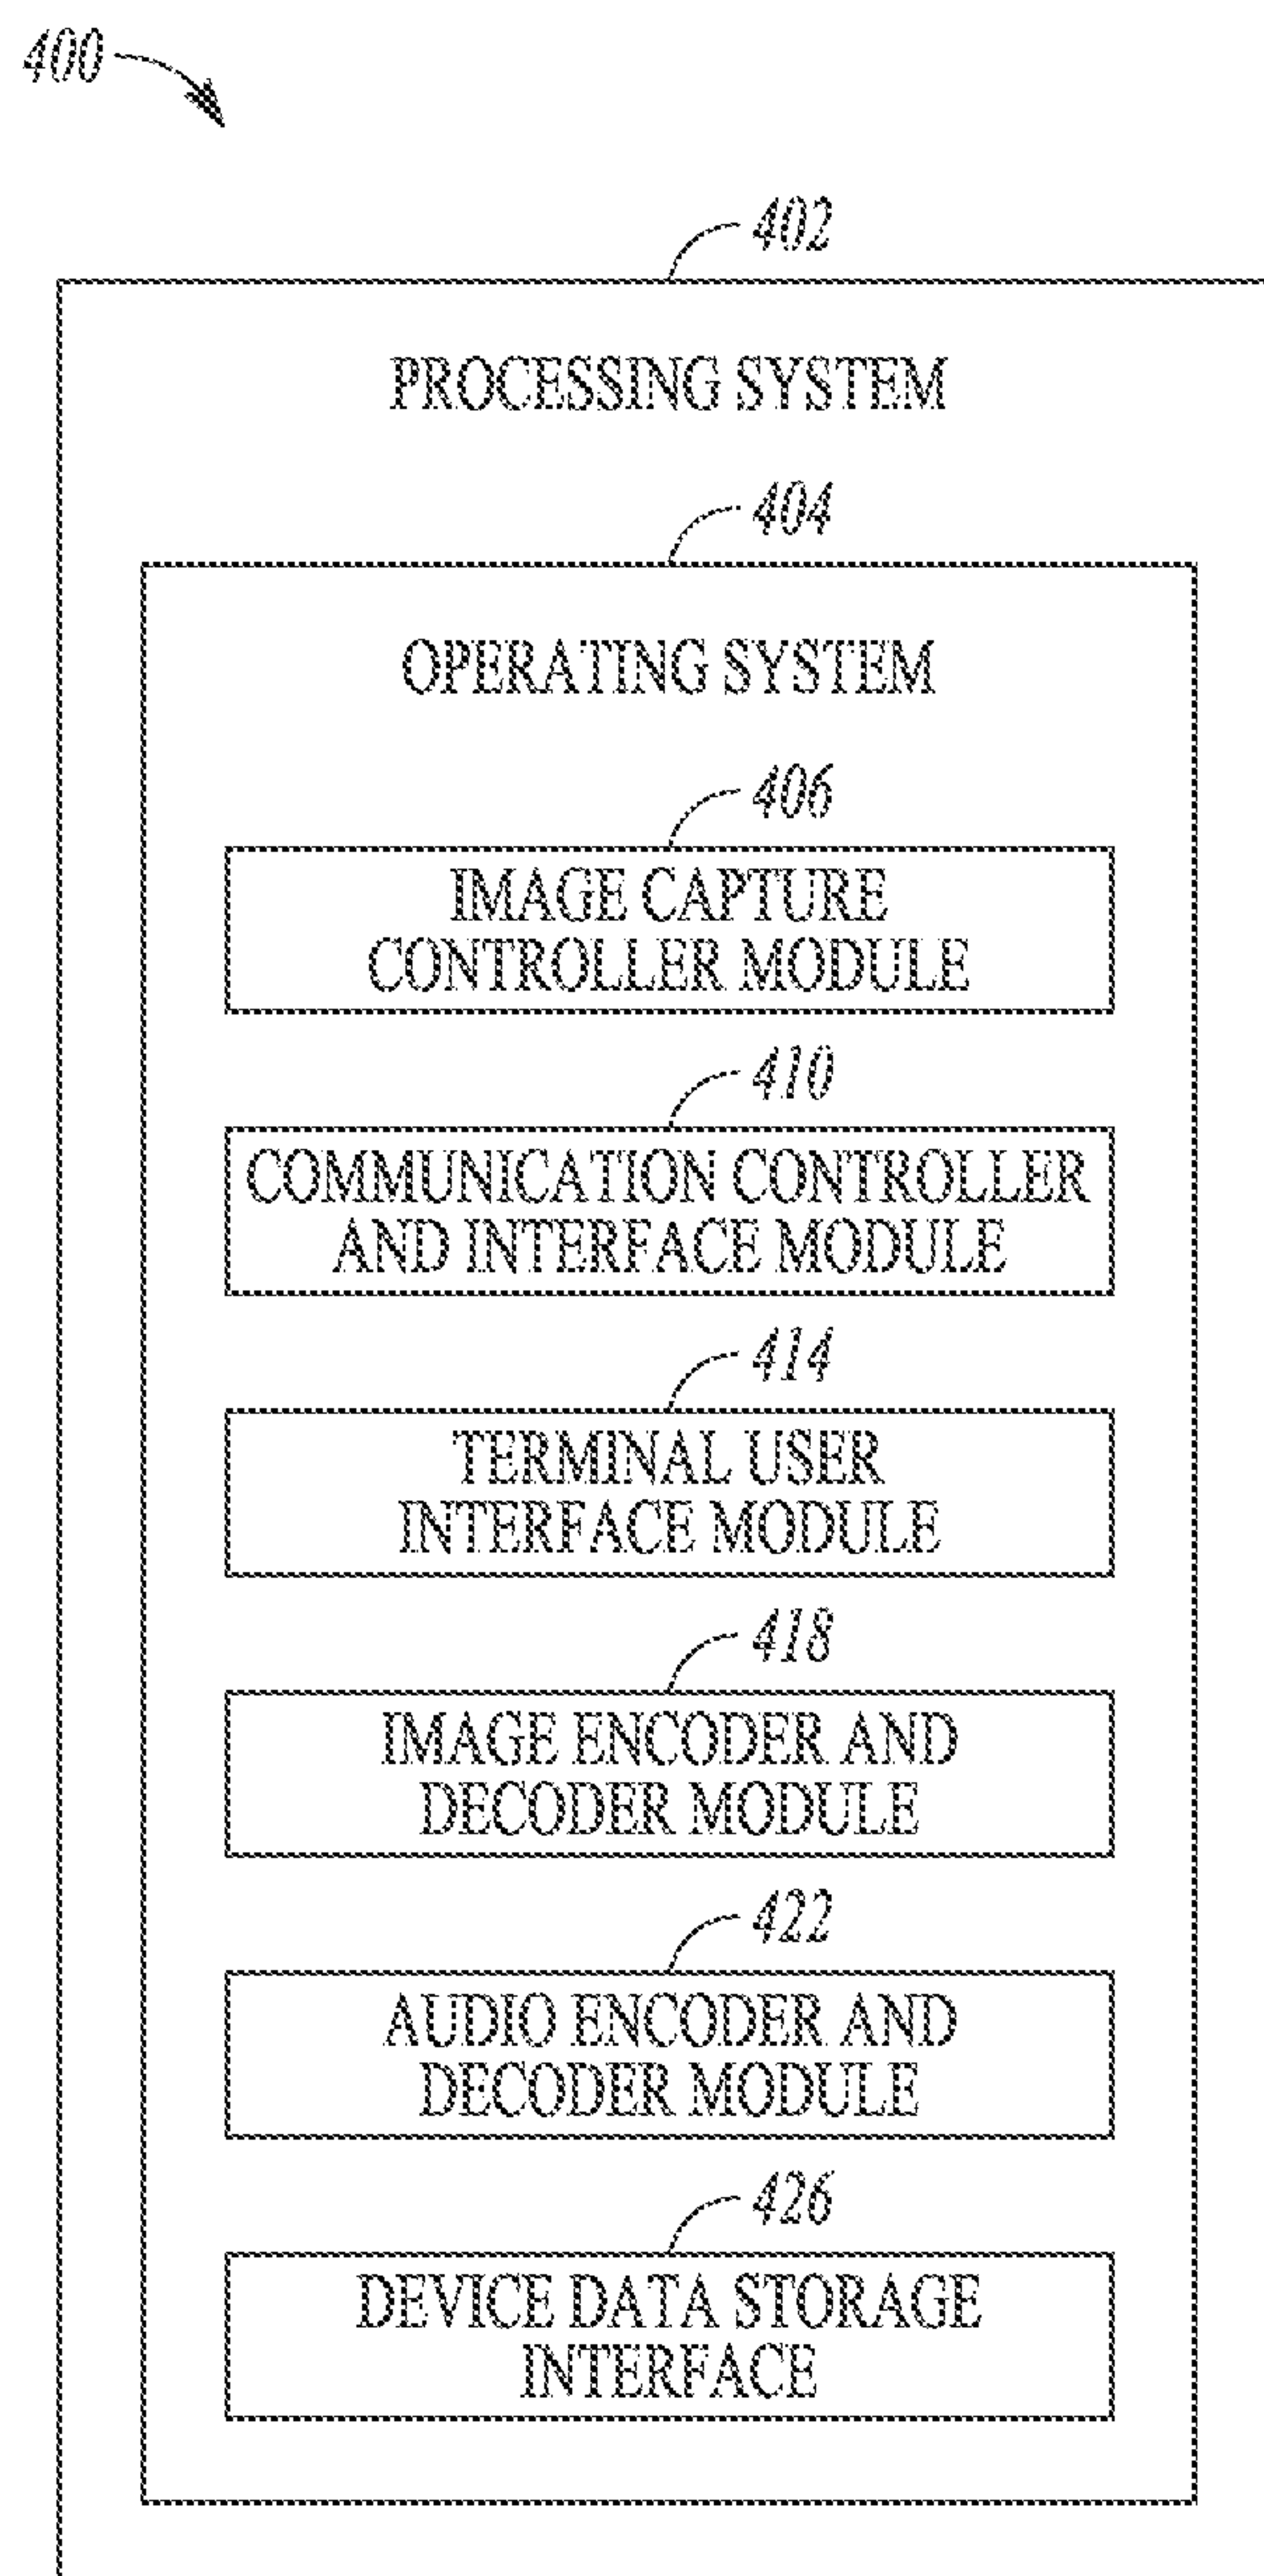 400
402
PROCESSING SYSTEM
404
OPERATING SYSTEM
406
IMAGE CAPTURE
CONTROLLER MODULE
410
COMMUNICATION CONTROLLER
AND INTERFACE MODULE
414
TERMINAL USER
INTERFACE MODULE
418
IMAGE ENCODER AND
DECODER MODULE
422
AUDIO ENCODER AND
DECODER MODULE
426
DEVICE DATA STORAGE
INTERFACE